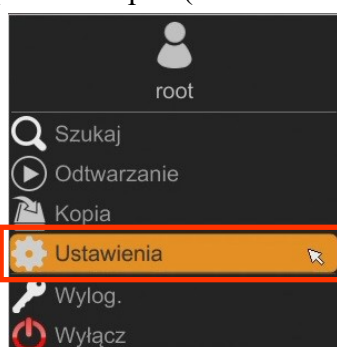 root
Szukaj
Odtwarzanie
Kopia
Ustawienia
Wylog.
Wyłącz